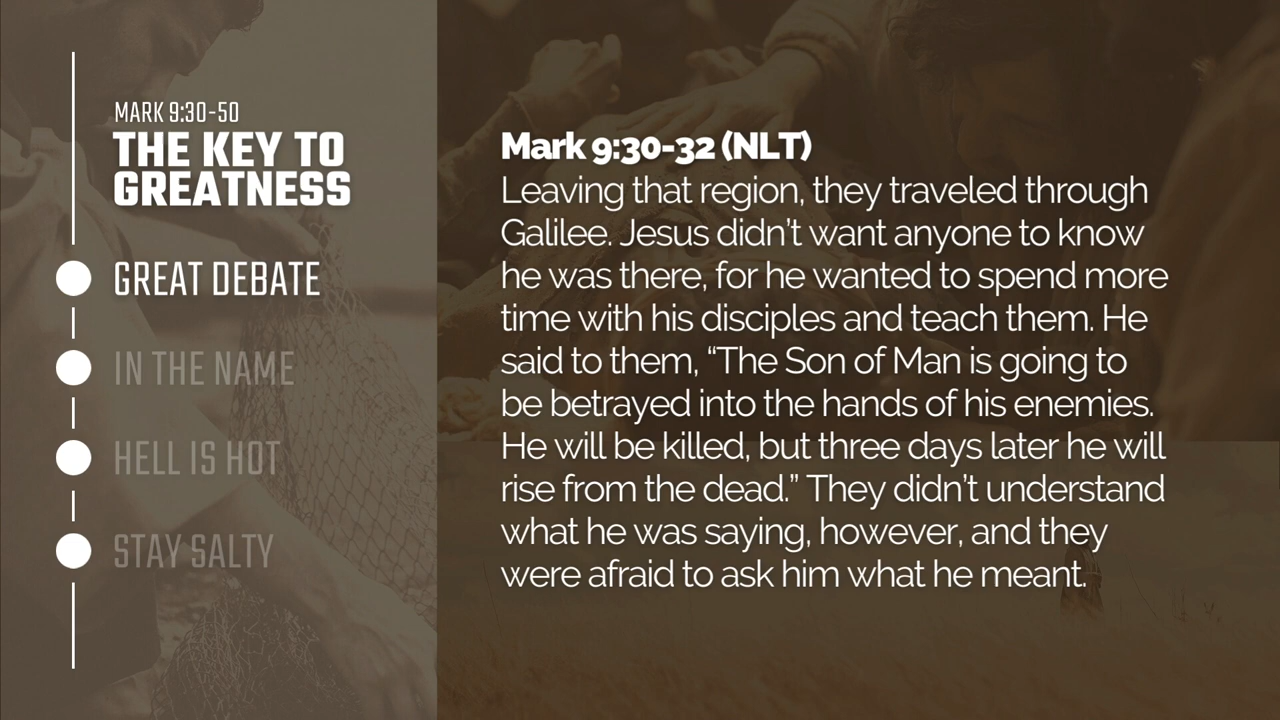 MARK 9:30-50
THE KEY TO
GREATNESS
GREAT DEBATE
IN THE NAME
HELL IS HOT
STAY SALTY
Mark 9:30-32 (NLT)
Leaving that region, they traveled through
Galilee. Jesus didn’t want anyone to know
he was there, for he wanted to spend more
time with his disciples and teach them. He
said to them, “The Son of Man is going to
be betrayed into the hands of his enemies.
He will be killed, but three days later he will
rise from the dead.” They didn’t understand
what he was saying, however, and they
were afraid to ask him what he meant.